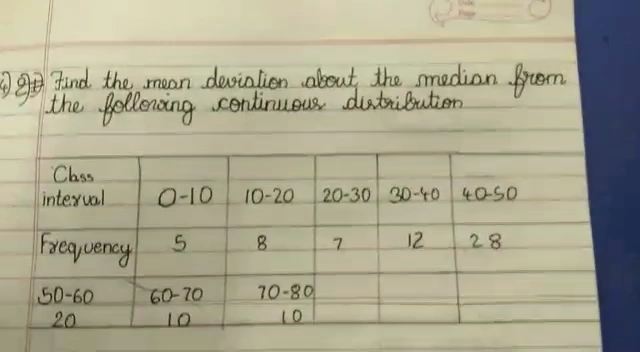 Find the mean deviation about the median from
the following continuous distribution
Class
interval 0-10 10-20 20-30 30-40 40-50
Frequency 5 8 7 12 28
50-60 60-70 70-80
20 10 10